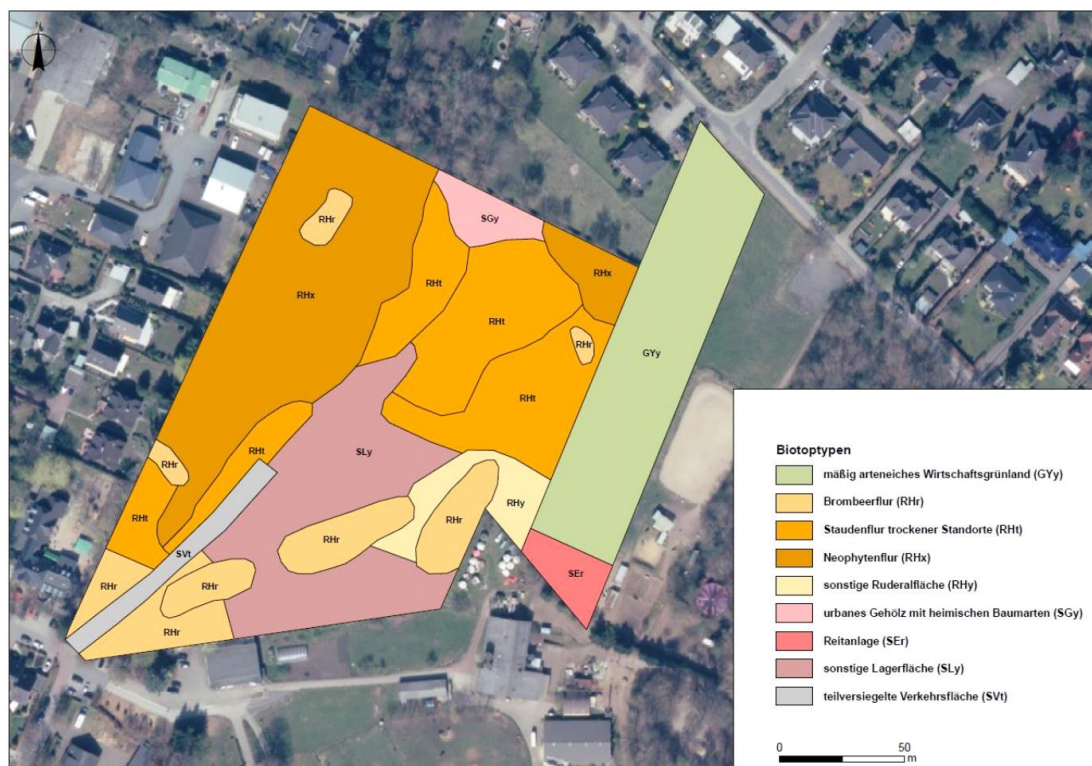 N
RHr
SGy
RHx
RHt
RHx
RHt
RHr
GYy
RHt
SLy
RHt
RHr
RHt
RHy
RHr
RHr
SVt
RHr
RHr
SEr
RHr
Biotoptypen
mäßig arteneiches Wirtschaftsgrünland (GYy)
Brombeerflur (RHr)
Staudenflur trockener Standorte (RHt)
Neophytenflur (RHx)
sonstige Ruderalfläche (RHy)
urbanes Gehölz mit heimischen Baumarten (SGy)
Reitanlage (SEr)
sonstige Lagerfläche (SLy)
teilversiegelte Verkehrsfläche (SVt)
0 50
m